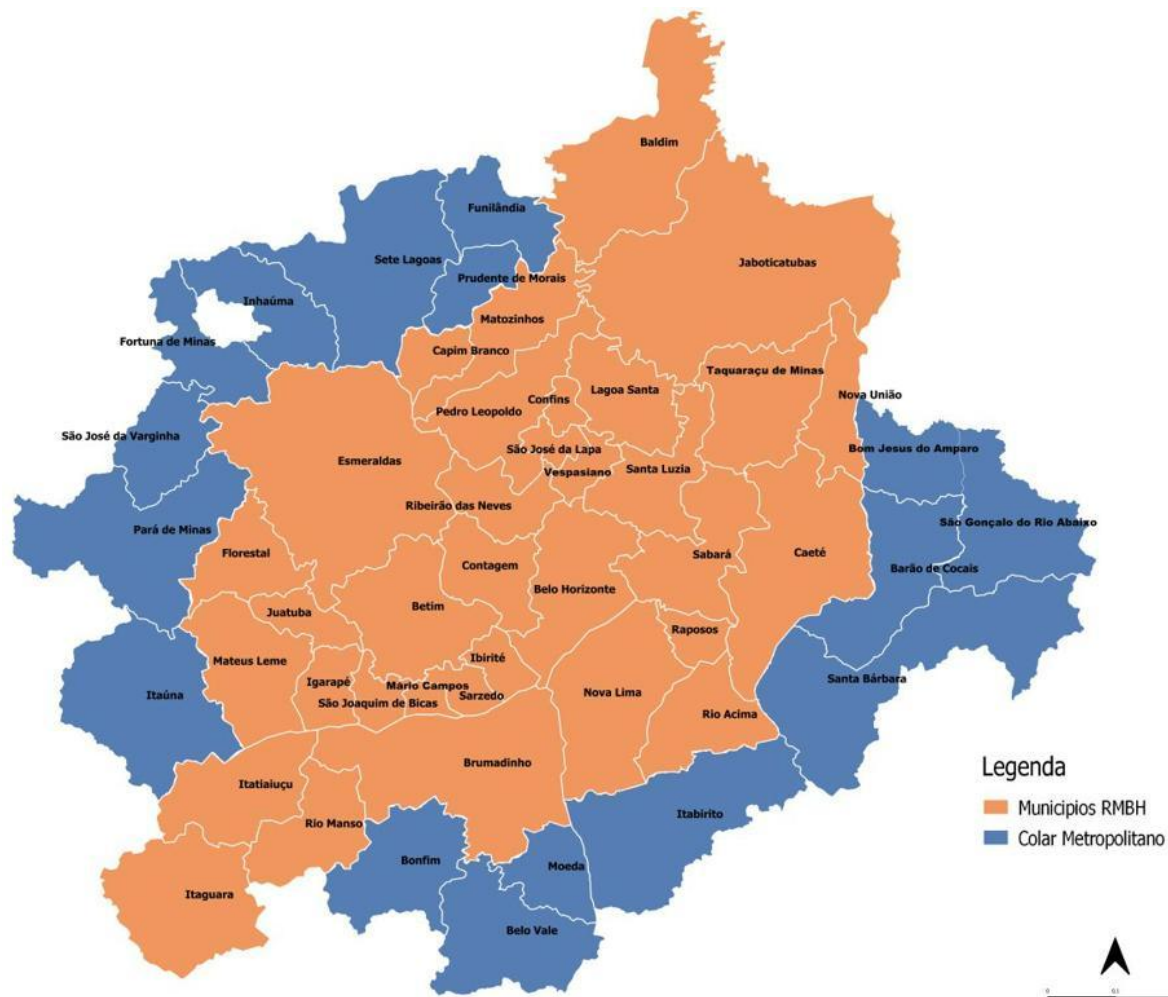 Baldim
Funilândia
Sete Lagoas
Jaboticatubas
Prudente de Morais
Inhaúma
Matozinhos
Fortuna de Minas
Capim Branco
Taquaraçu de Minas
Lagoa Santa
Nova União
Confins
Pedro Leopoldo
São José da Varginha
São José da Lapa
Bom Jesus do Amparo
Esmeraldas
Vespasiano
Santa Luzia
Ribeirão das Neves
São Gonçalo do Rio Abaixo
Pará de Minas
Florestal
Sabará
Caeté
Contagem
Barão de Cocais
Belo Horizonte
Betim
Juatuba
Raposos
Mateus Leme
Ibirité
Igarapé
Mário Campos
Santa Bárbara
Itaúna
Nova Lima
Sarzedo
São Joaquim de Bicas
Rio Acima
Brumadinho
Legenda
Itatiaiuçu
Municipios RMBH
Itabirito
Rio Manso
Colar Metropolitano
Bonfim
Moeda
Itaguara
Belo Vale
0 0.1